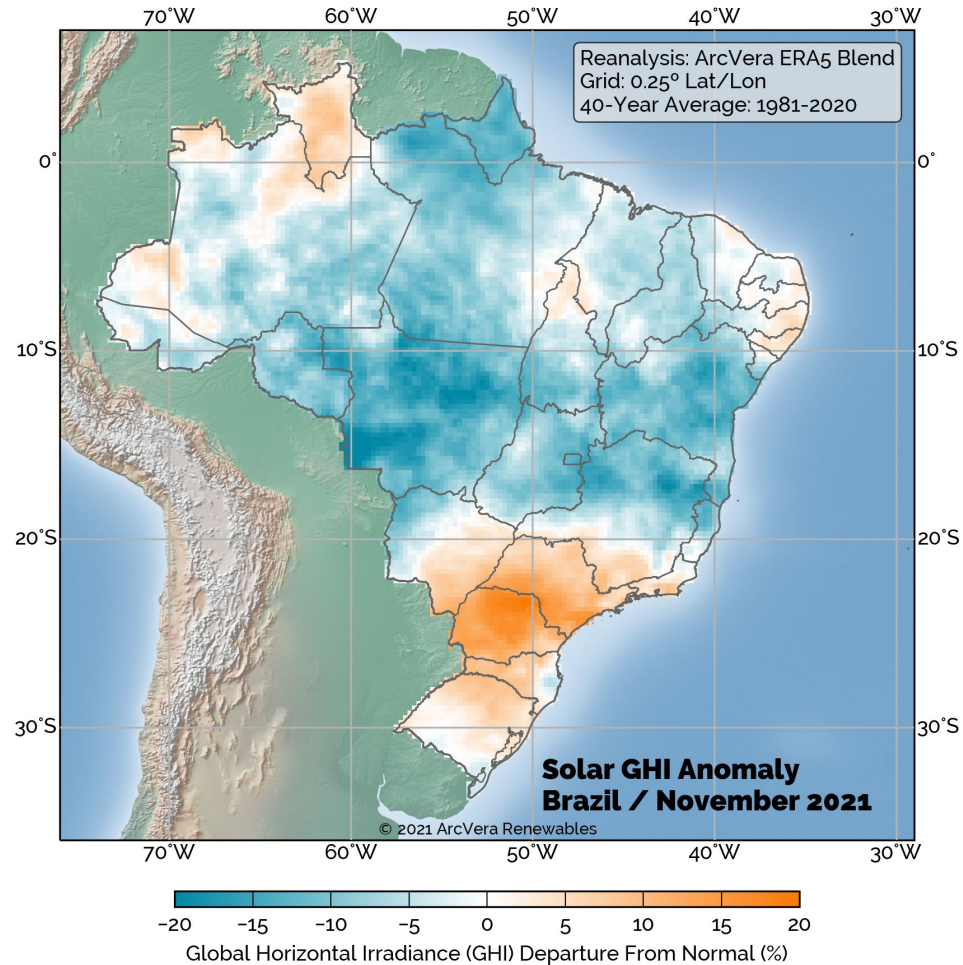 70°W 60°W 50°W 40°W 30°W
Reanalysis: ArcVera ERA5 Blend
Grid: 0.25º Lat/Lon
40-Year Average: 1981-2020
0° 0°
10°S 10°S
20°S 20°S
30°S 30°S
Solar GHI Anomaly
Brazil / November 2021
© 2021 ArcVera Renewables
70°W 60°W 50°W 40°W 30°W
−20 −15 −10 −5 0 5 10 15 20
Global Horizontal Irradiance (GHI) Departure From Normal (%)